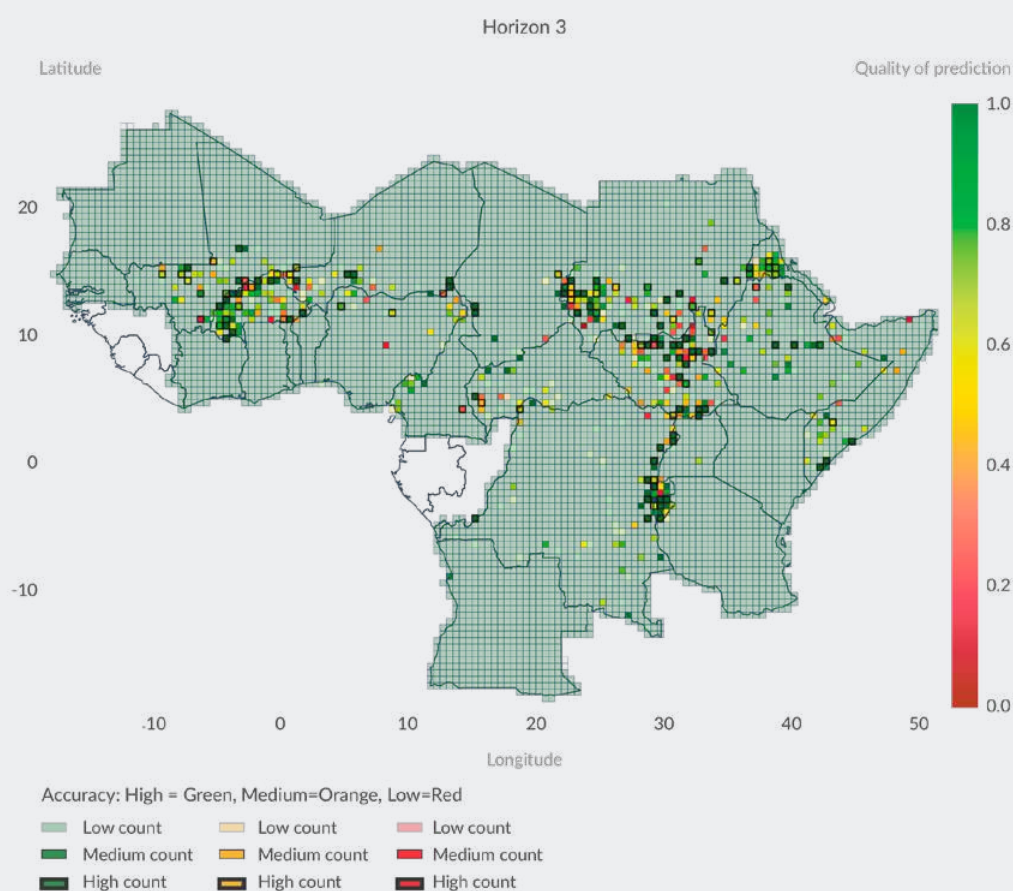 Horizon 3
Latitude
Quality of prediction
1.0
0.8
0.6
0.4
0.2
0.0
20
10
0
-10
-10 0 10 20 30 40 50
Longitude
Accuracy: High = Green, Medium=Orange, Low=Red
Low count Low count Low count
Medium count Medium count Medium count
High count High count High count